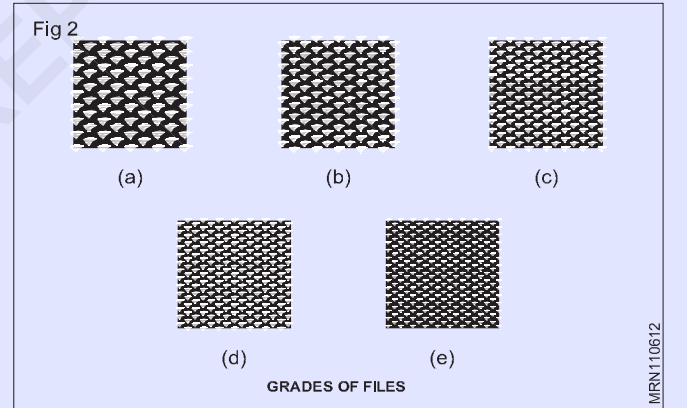 Fig 2
(a) (b) (c)
(d) (e)
GRADES OF FILES
MRN110612